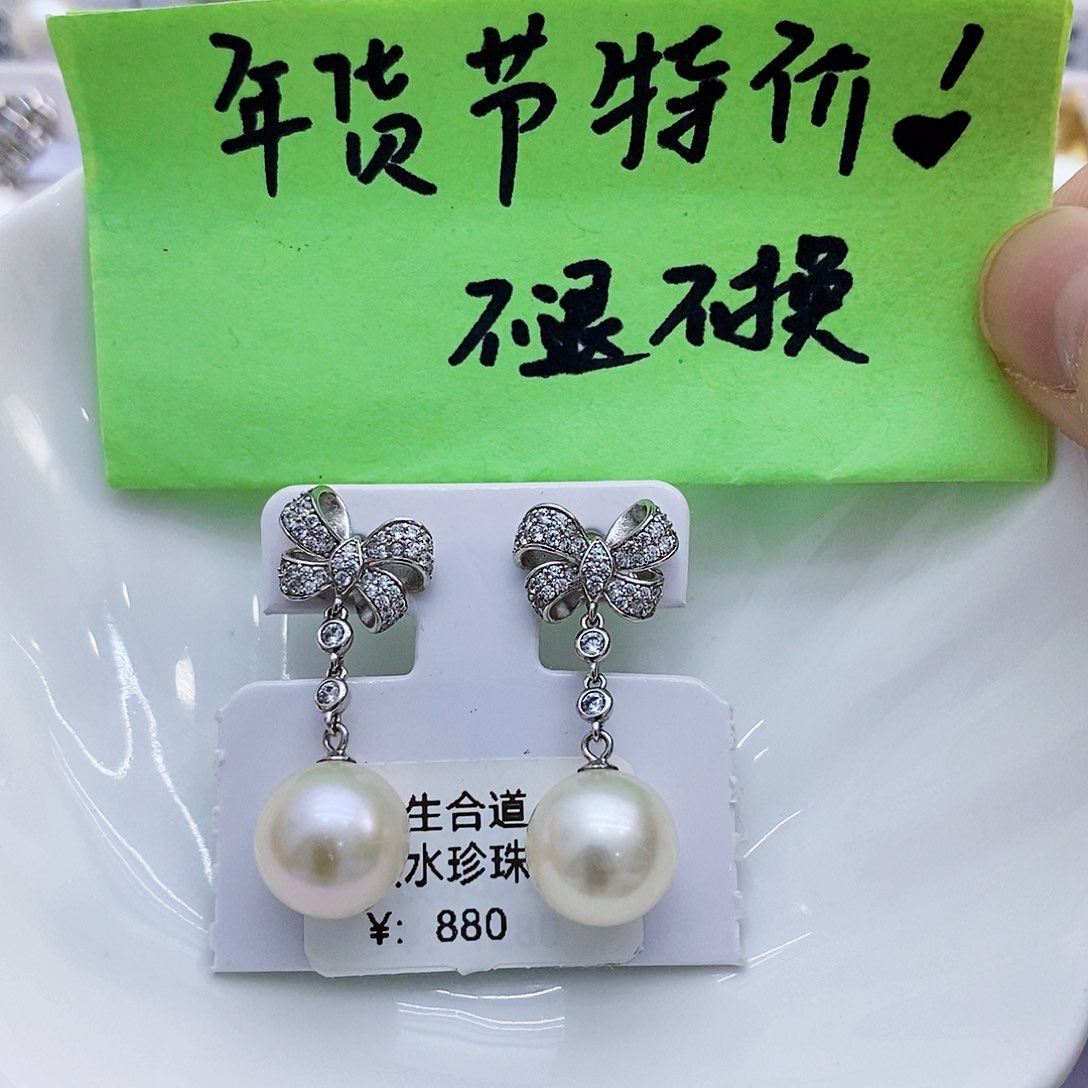 年货节特价!
不退不换
生合道
水珍珠
¥: 880